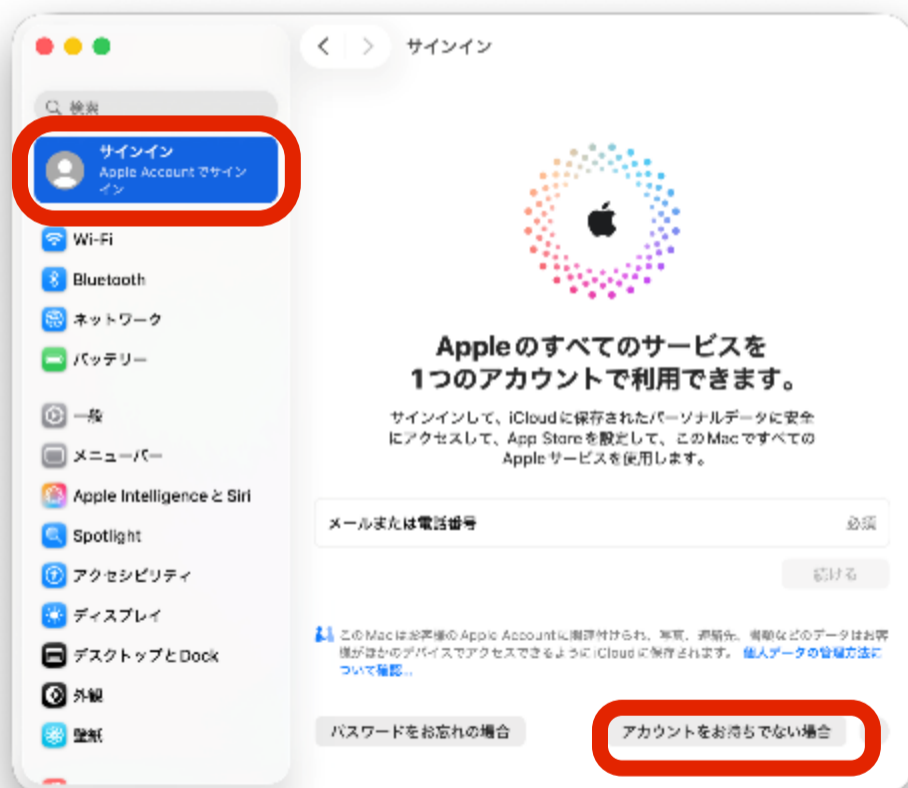 サインイン
検索
サインイン
Apple Accountでサイン
イン
Wi-Fi
Bluetooth
ネットワーク
バッテリー
一般
メニューバー
Apple IntelligenceとSiri
Spotlight
アクセシビリティ
ディスプレイ
デスクトップとDock
外観
壁紙
Appleのすべてのサービスを
1つのアカウントで利用できます。
サインインして、iCloudに保存されたパーソナルデータに安全
にアクセスして、App Storeを設定して、このMacですべての
Appleサービスを使用します。
メールまたは電話番号
必須
続ける
このMacはお客様のApple Accountに関連付けられ、写真、連絡先、書類などのデータはお客
様がほかのデバイスでアクセスできるようにiCloudに保存されます。 個人データの管理方法に
ついて確認...
パスワードをお忘れの場合
アカウントをお持ちでない場合